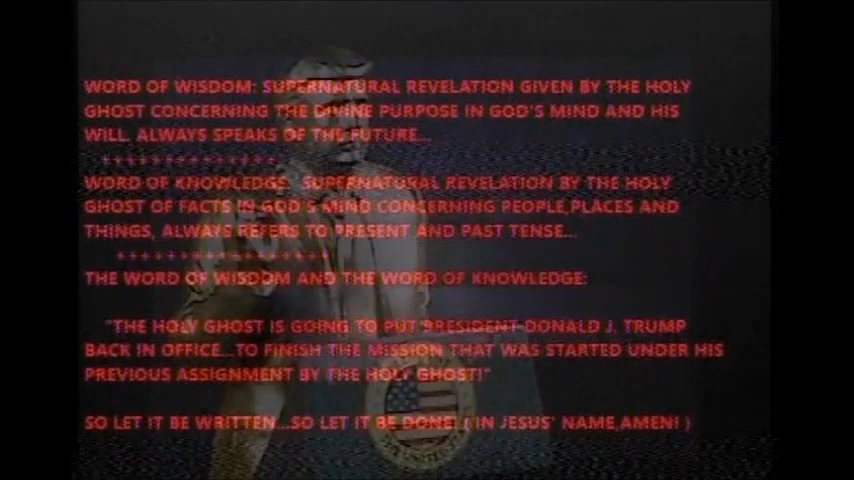 WORD OF WISDOM: SUPERNATURAL REVELATION GIVEN BY THE HOLY
GHOST CONCERNING THE DIVINE PURPOSE IN GOD'S MIND AND HIS
WILL. ALWAYS SPEAKS OF THE FUTURE...
++++++++++++++
WORD OF KNOWLEDGE: SUPERNATURAL REVELATION BY THE HOLY
GHOST OF FACTS IN GOD'S MIND CONCERNING PEOPLE,PLACES AND
THINGS, ALWAYS REFERS TO PRESENT AND PAST TENSE...
+++++++++++++++++
THE WORD OF WISDOM AND THE WORD OF KNOWLEDGE:
"THE HOLY GHOST IS GOING TO PUT PRESIDENT DONALD J. TRUMP
BACK IN OFFICE...TO FINISH THE MISSION THAT WAS STARTED UNDER HIS
PREVIOUS ASSIGNMENT BY THE HOLY GHOST!"
SO LET IT BE WRITTEN...SO LET IT BE DONE! ( IN JESUS' NAME,AMEN! )